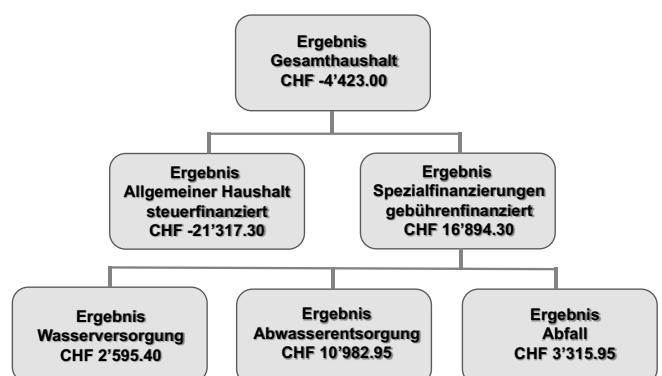 Ergebnis
Gesamthaushalt
CHF -4’423.00
Ergebnis
Allgemeiner Haushalt
steuerfinanziert
CHF -21’317.30
Ergebnis
Spezialfinanzierungen
gebührenfinanziert
CHF 16’894.30
Ergebnis
Wasserversorgung
CHF 2’595.40
Ergebnis
Abwasserentsorgung
CHF 10’982.95
Ergebnis
Abfall
CHF 3’315.95